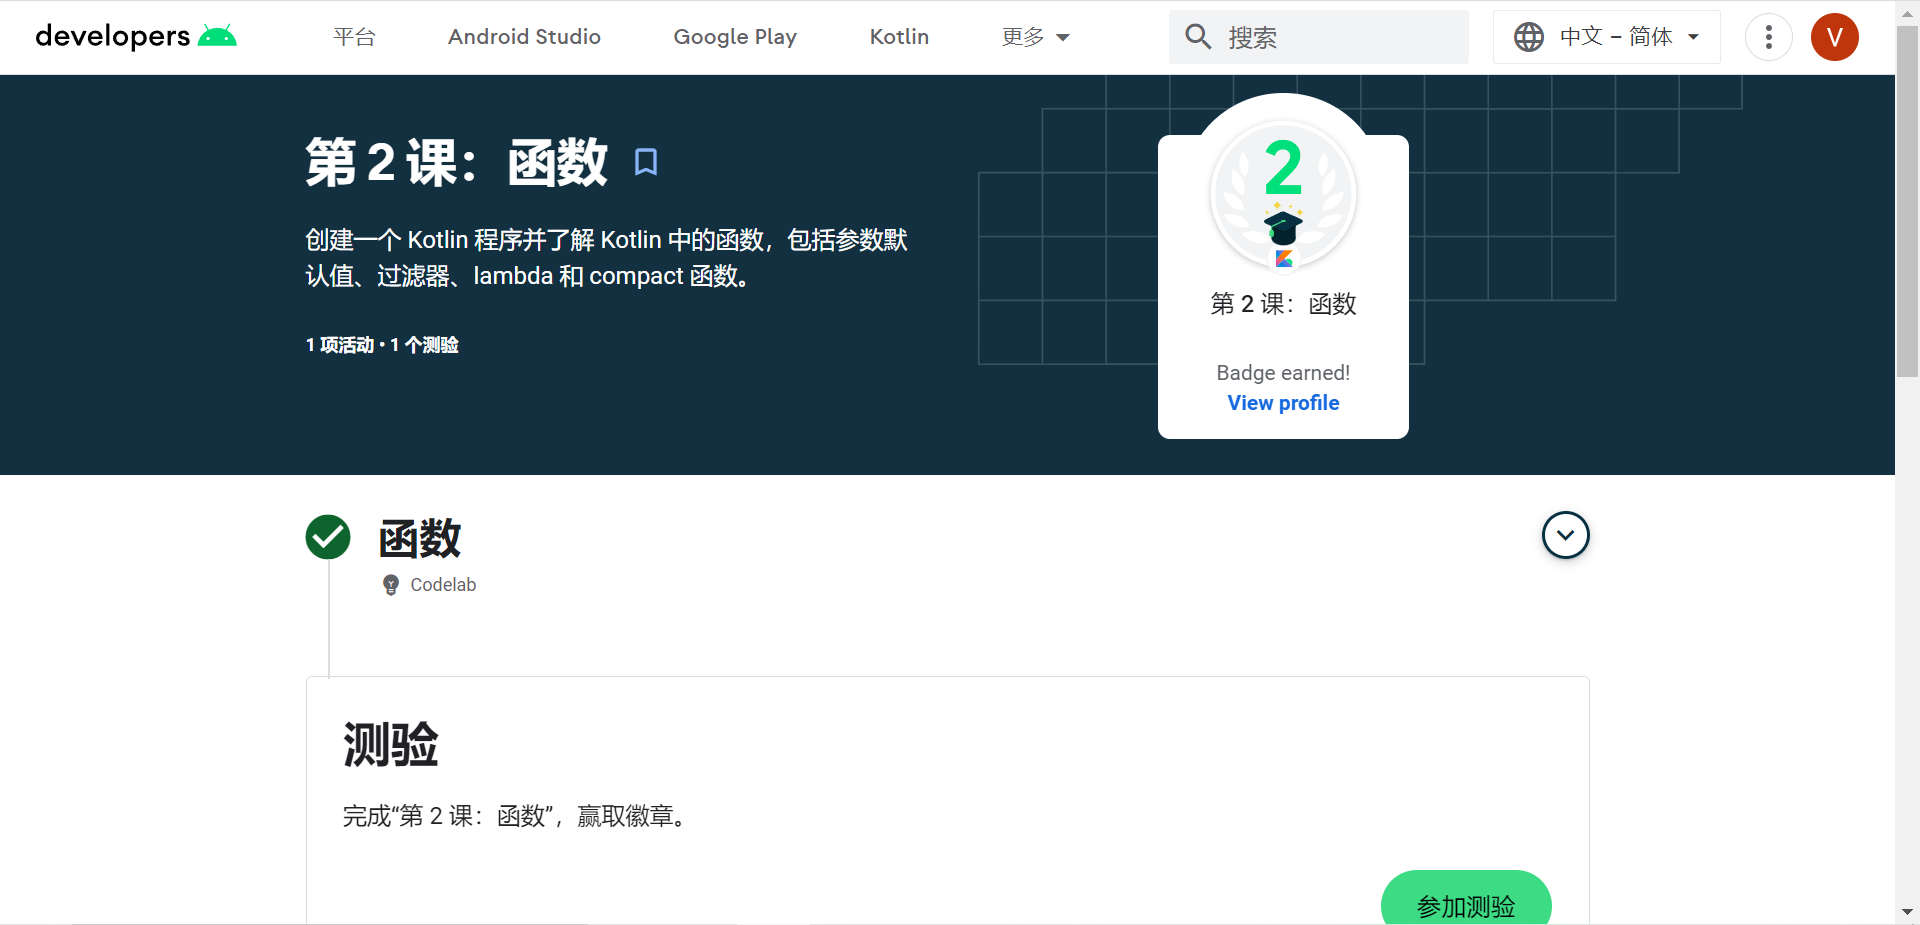 developers
平台
Android Studio
Google Play
Kotlin
更多
搜索
中文 – 简体
V
第 2 课：函数
创建一个 Kotlin 程序并了解 Kotlin 中的函数，包括参数默
认值、过滤器、lambda 和 compact 函数。
1 项活动 • 1 个测验
2
第 2 课：函数
Badge earned!
View profile
函数
Codelab
测验
完成“第 2 课：函数”，赢取徽章。
参加测验